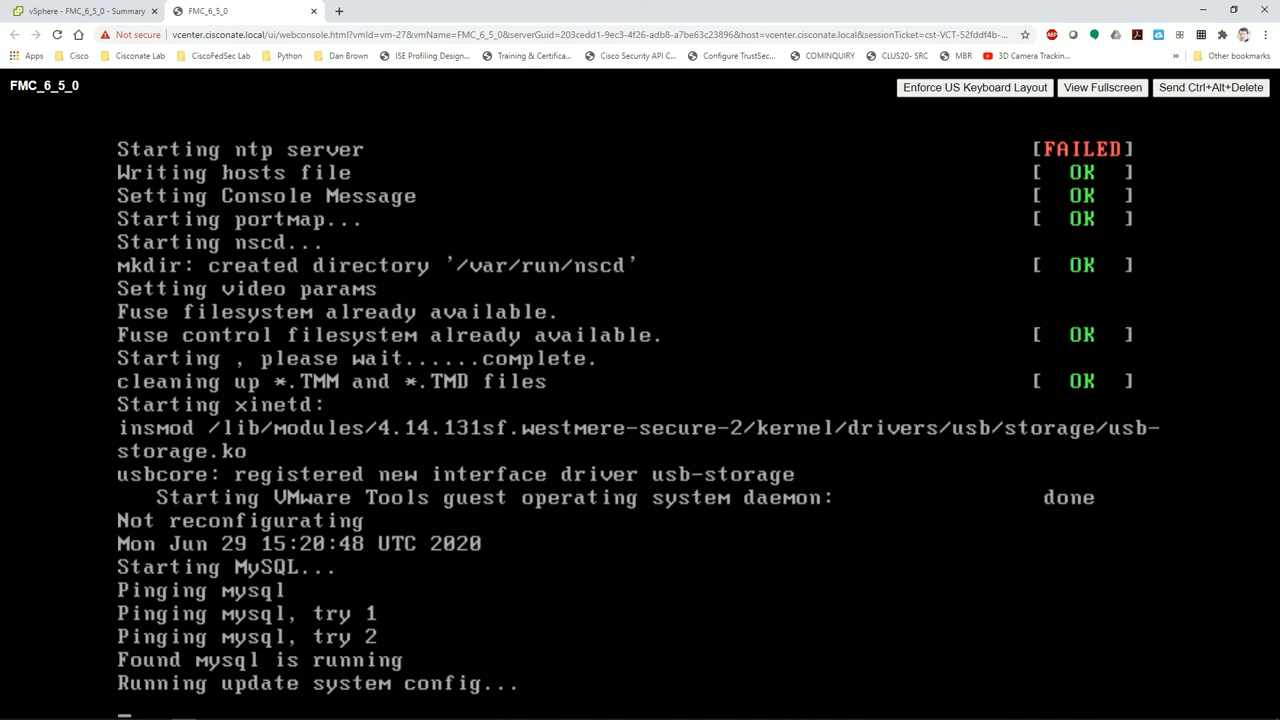 vSphere - FMC_6_5_0 - Summary
FMC_6_5_0
Not secure
vcenter.cisconate.local/ui/webconsole.html?vmId=vm-27&vmName=FMC_6_5_0&serverGuid=203cedd1-9ec3-4f26-adb8-a7be63c23896&host=vcenter.cisconate.local&sessionTicket=cst-VCT-52fddf4b-...
Apps Cisco Cisconate Lab CiscoFedSec Lab Python Dan Brown ISE Profiling Design... Training & Certifica... Cisco Security API C... Configure TrustSec... COMINQUIRY CLUS20- SRC MBR 3D Camera Trackin... » Other bookmarks
FMC_6_5_0
Enforce US Keyboard Layout View Fullscreen Send Ctrl+Alt+Delete
Starting ntp server [FAILED]
Writing hosts file [ OK ]
Setting Console Message [ OK ]
Starting portmap... [ OK ]
Starting nscd...
mkdir: created directory '/var/run/nscd' [ OK ]
Setting video params
Fuse filesystem already available.
Fuse control filesystem already available. [ OK ]
Starting , please wait......complete.
cleaning up *.TMM and *.TMD files [ OK ]
Starting xinetd:
insmod /lib/modules/4.14.131sf.westmere-secure-2/kernel/drivers/usb/storage/usb-
storage.ko
usbcore: registered new interface driver usb-storage
Starting VMware Tools guest operating system daemon: done
Not reconfigurating
Mon Jun 29 15:20:48 UTC 2020
Starting MySQL...
Pinging mysql
Pinging mysql, try 1
Pinging mysql, try 2
Found mysql is running
Running update system config...